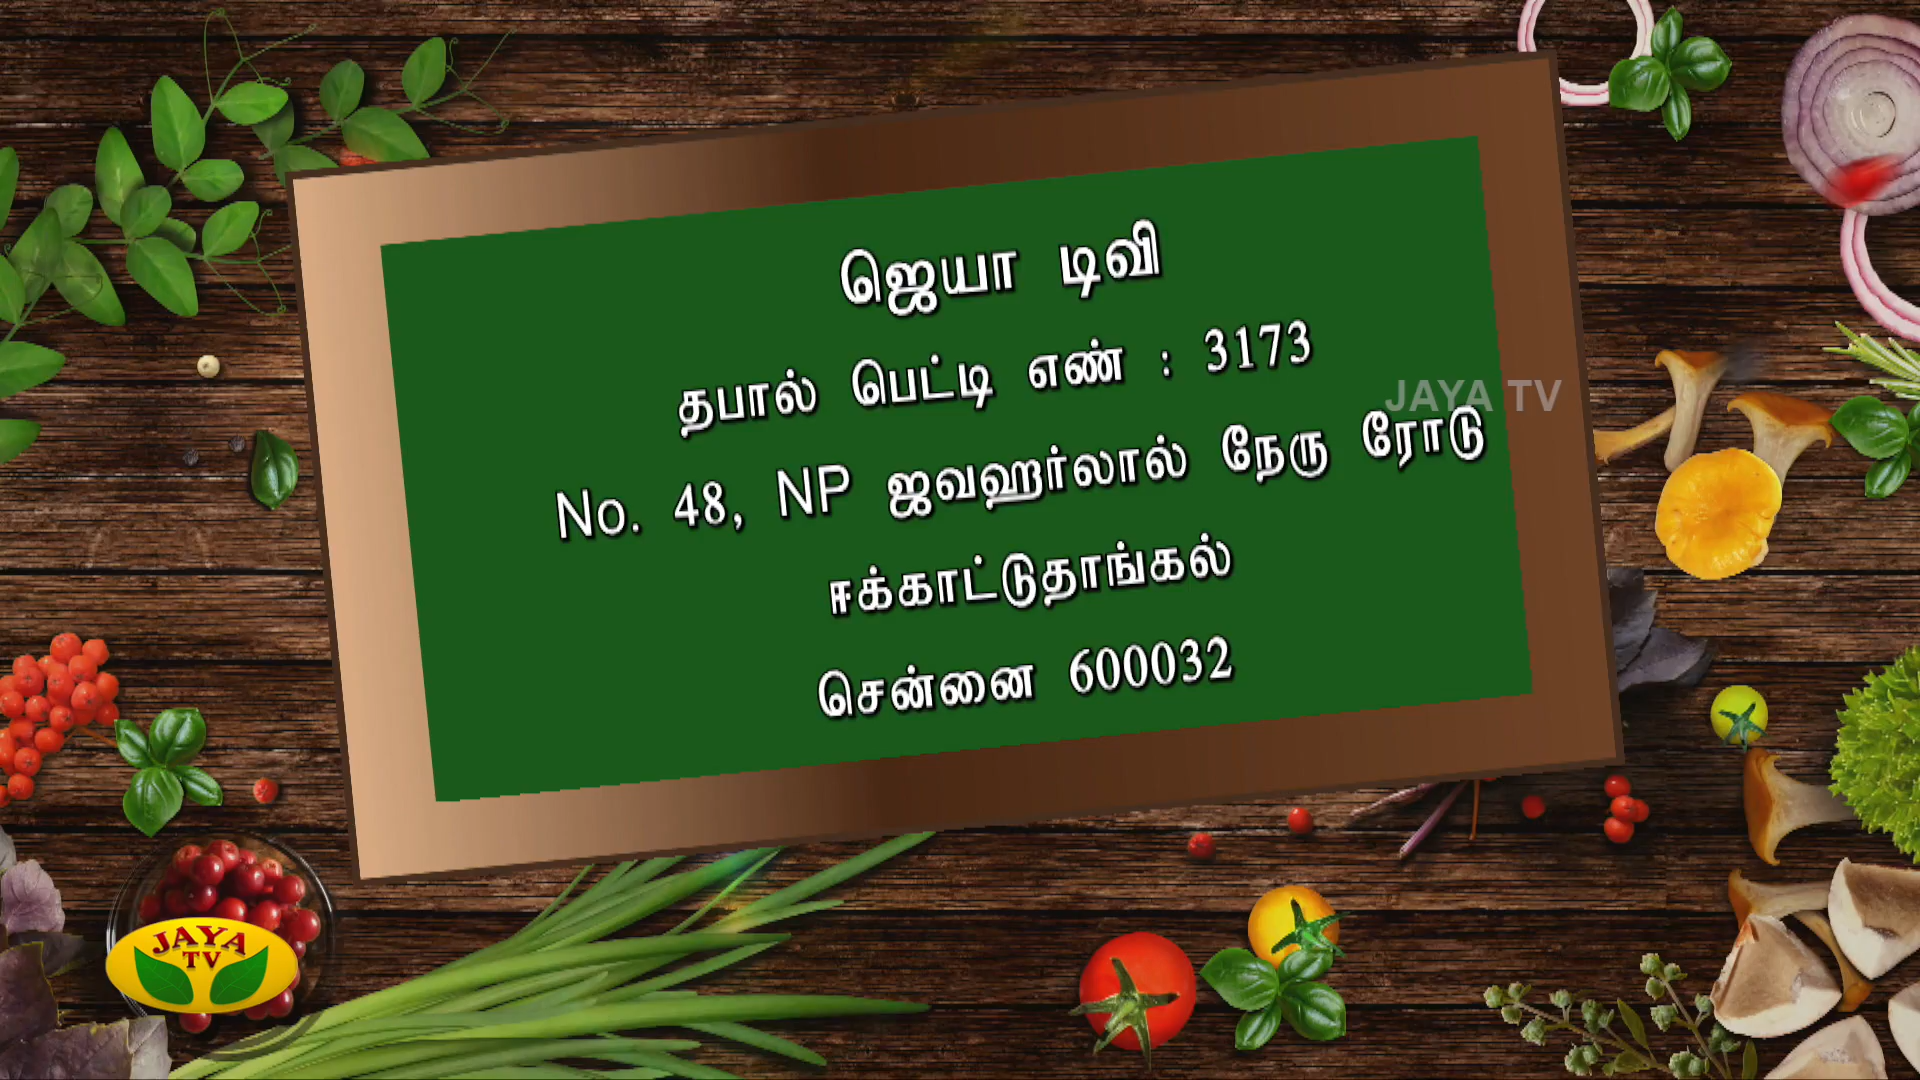 ஜெயா டிவி
தபால் பெட்டி எண் : 3173
JAYA TV
No. 48, NP ஜவஹர்லால் நேரு ரோடு
ஈக்காட்டுதாங்கல்
சென்னை 600032
JAYA
TV